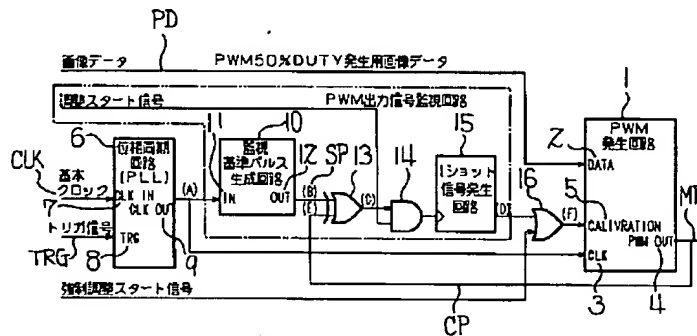 PD
画像データ PWM50%DUTY発生用画像データ
調整スタート信号 PWM出力信号監視回路
1
PWM
発生回路
2
DATA
5
CALIVRATION
PWM OUT
CLK
3
4
MT
6
位相同期
回路
(PLL)
CLK
基本
クロック
CLK IN
7
CLK OUT
トリガ信号
TRG
TRG
8
9
(A)
10
監視
基準パルス
生成回路
11
IN
OUT
12
(B)
SP
(E)
13
(C)
14
15
1ショット
信号発生
回路
(D)
16
(F)
強制調整スタート信号
CP